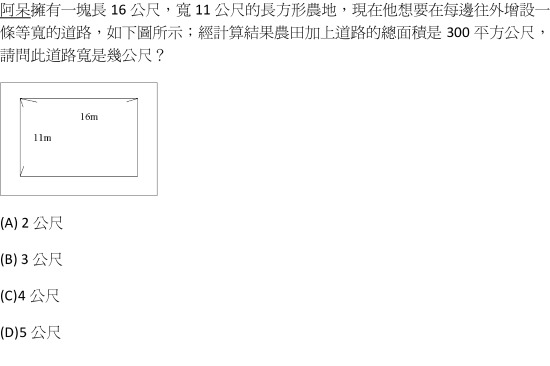 阿呆擁有一塊長 16 公尺，寬 11 公尺的長方形農地，現在他想要在每邊往外增設一
條等寬的道路，如下圖所示；經計算結果農田加上道路的總面積是 300 平方公尺，
請問此道路寬是幾公尺？
16m
11m
(A) 2 公尺
(B) 3 公尺
(C)4 公尺
(D)5 公尺